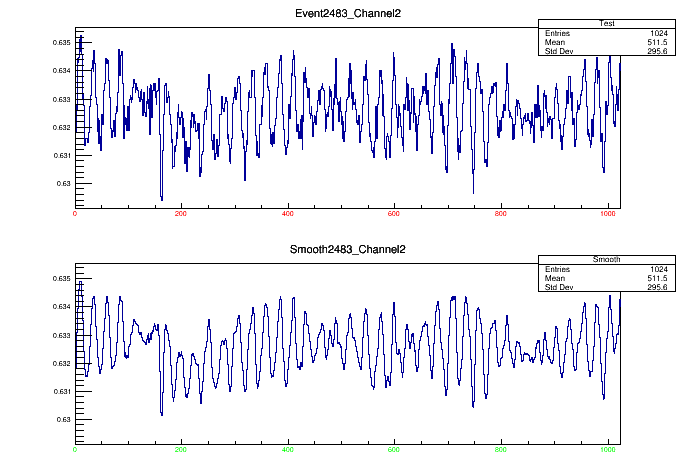 Event2483_Channel2
Test
Entries 1024
Mean 511.5
Std Dev 295.6
0.635
0.634
0.633
0.632
0.631
0.63
0 200 400 600 800 1000
Smooth2483_Channel2
Smooth
Entries 1024
Mean 511.5
Std Dev 295.6
0.635
0.634
0.633
0.632
0.631
0.63
0 200 400 600 800 1000